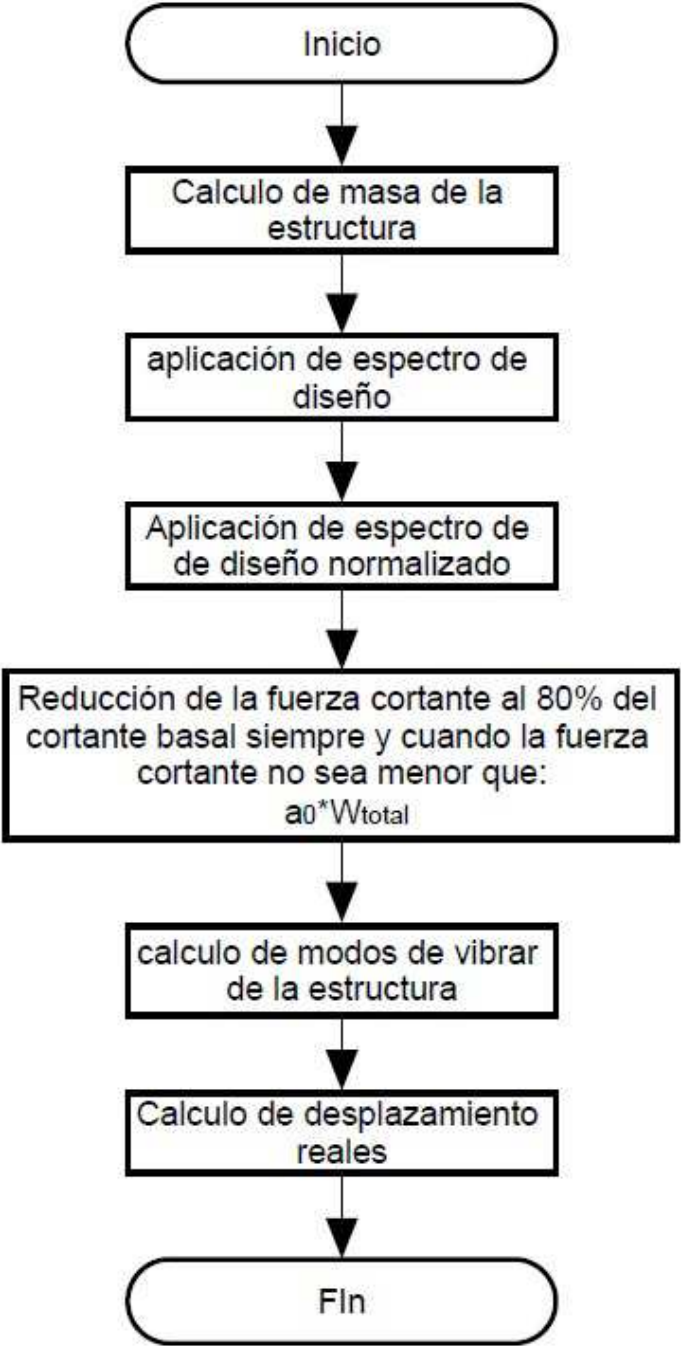 Inicio
Calculo de masa de la
estructura
aplicación de espectro de
diseño
Aplicación de espectro de
de diseño normalizado
Reducción de la fuerza cortante al 80% del
cortante basal siempre y cuando la fuerza
cortante no sea menor que:
a0*Wtotal
calculo de modos de vibrar
de la estructura
Calculo de desplazamiento
reales
FIn